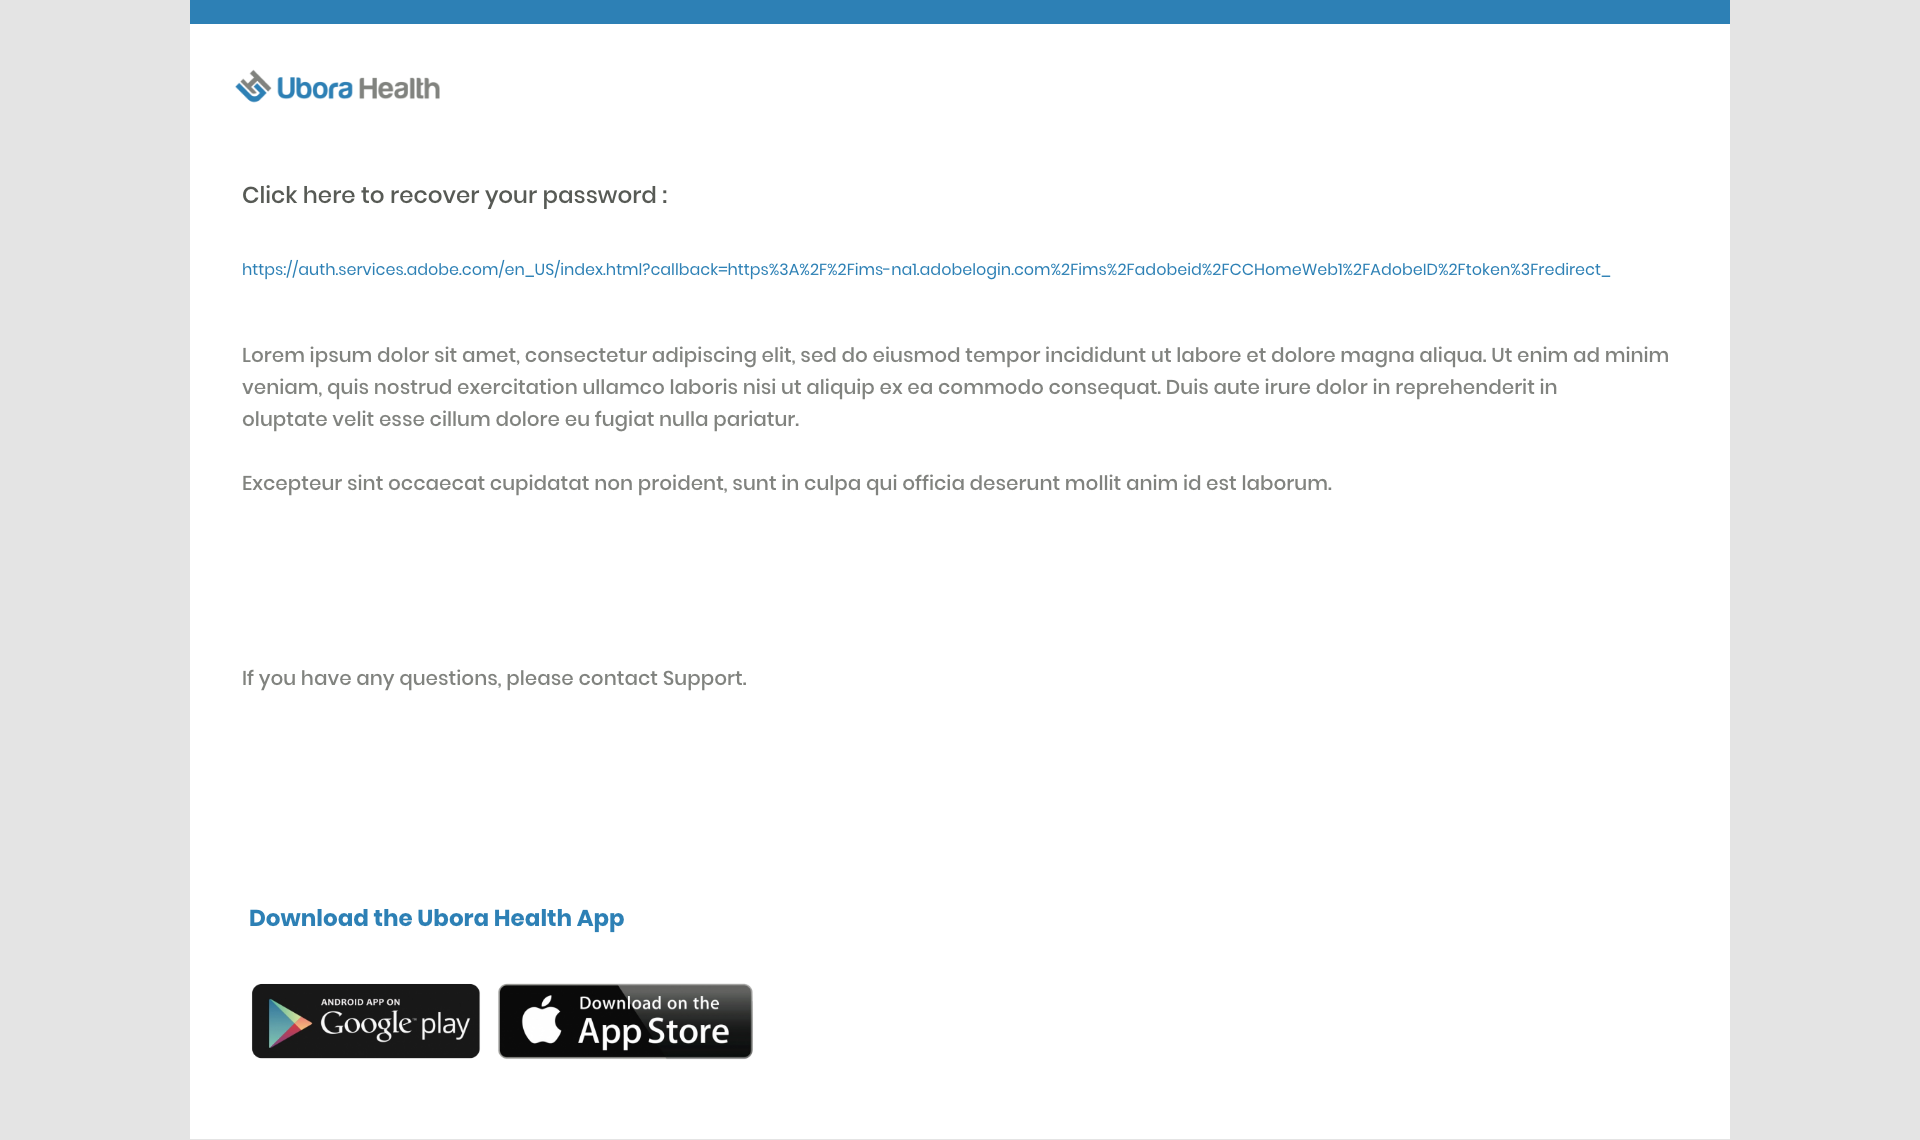 Ubora Health
Click here to recover your password :
https://auth.services.adobe.com/en_US/index.html?callback=https%3A%2F%2Fims-na1.adobelogin.com%2Fims%2Fadobeid%2FCCHomeWeb1%2FAdobeID%2Ftoken%3Fredirect_
Lorem ipsum dolor sit amet, consectetur adipiscing elit, sed do eiusmod tempor incididunt ut labore et dolore magna aliqua. Ut enim ad minim
veniam, quis nostrud exercitation ullamco laboris nisi ut aliquip ex ea commodo consequat. Duis aute irure dolor in reprehenderit in
oluptate velit esse cillum dolore eu fugiat nulla pariatur.
Excepteur sint occaecat cupidatat non proident, sunt in culpa qui officia deserunt mollit anim id est laborum.
If you have any questions, please contact Support.
Download the Ubora Health App
ANDROID APP ON
Google play
Download on the
App Store